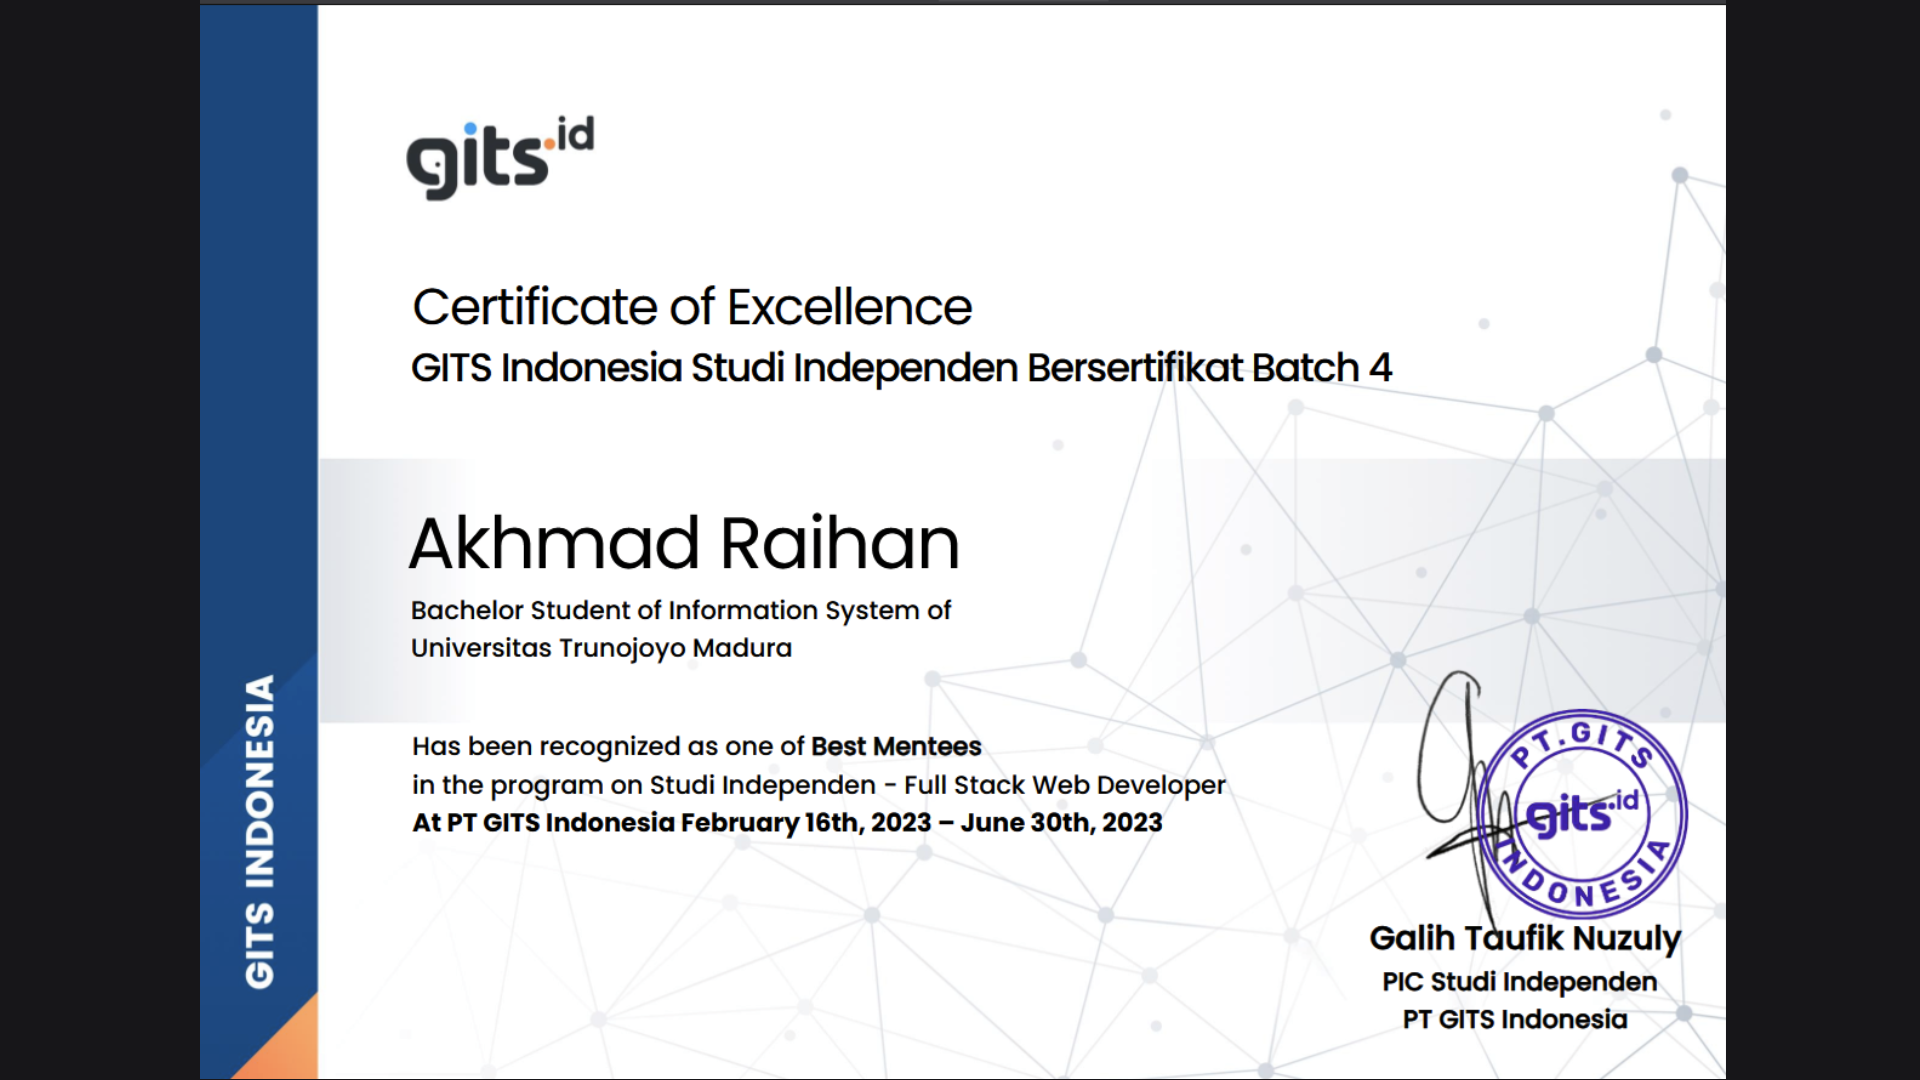 gits.id
Certificate of Excellence
GITS Indonesia Studi Independen Bersertifikat Batch 4
Akhmad Raihan
Bachelor Student of Information System of
Universitas Trunojoyo Madura
Has been recognized as one of Best Mentees
in the program on Studi Independen - Full Stack Web Developer
At PT GITS Indonesia February 16th, 2023 – June 30th, 2023
GITS INDONESIA
PT.GITS
gits.id
INDONESIA
Galih Taufik Nuzuly
PIC Studi Independen
PT GITS Indonesia